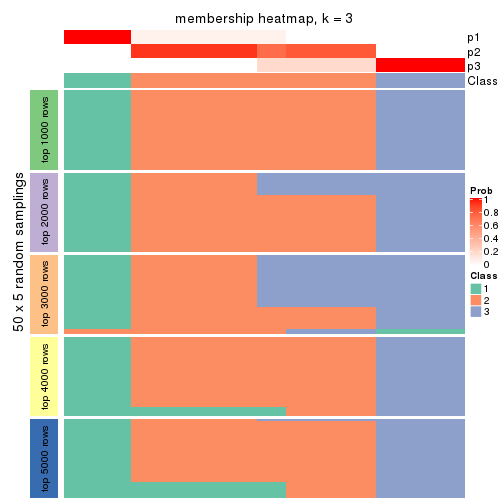 membership heatmap, k = 3
p1
p2
p3
Class
50 x 5 random samplings
top 1000 rows
top 2000 rows
top 3000 rows
top 4000 rows
top 5000 rows
Prob
1
0.8
0.6
0.4
0.2
0
Class
1
2
3